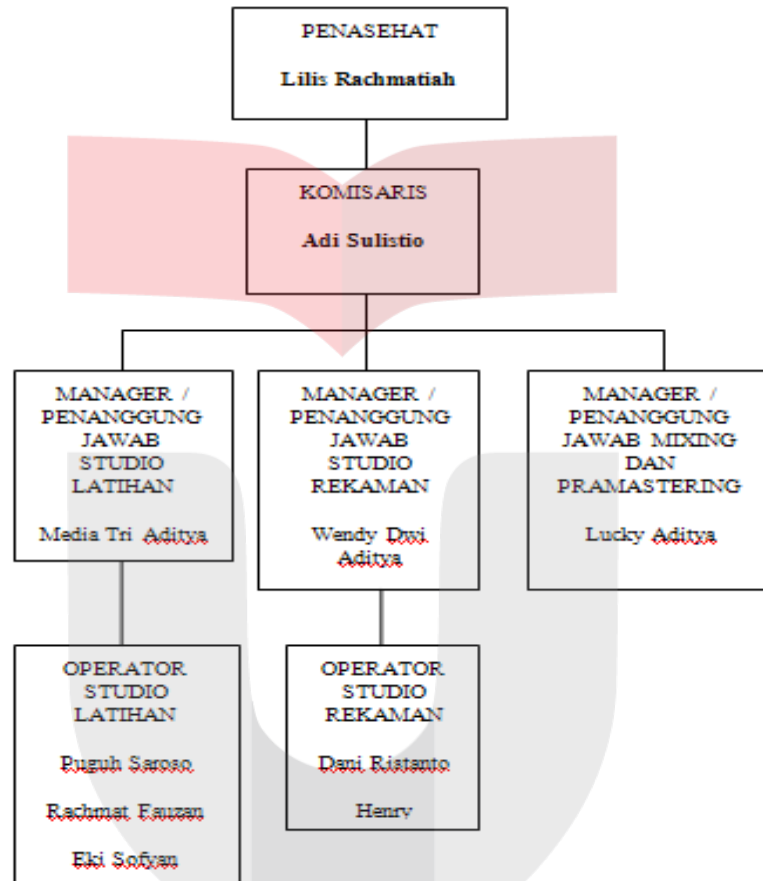 PENASEHAT
Lilis Rachmatiah
KOMISARIS
Adi Sulistio
MANAGER /
PENANGGUNG
JAWAB
STUDIO
LATIHAN
Media Tri Aditya
MANAGER /
PENANGGUNG
JAWAB
STUDIO
REKAMAN
Wendy Dwi
Aditya
MANAGER /
PENANGGUNG
JAWAB MIXING
DAN
PRAMASTERING
Lucky Aditya
OPERATOR
STUDIO
LATIHAN
Puguh Saroso
Rachmat Fauzan
Eki Sofyan
OPERATOR
STUDIO
REKAMAN
Dani Ristanto
Henry